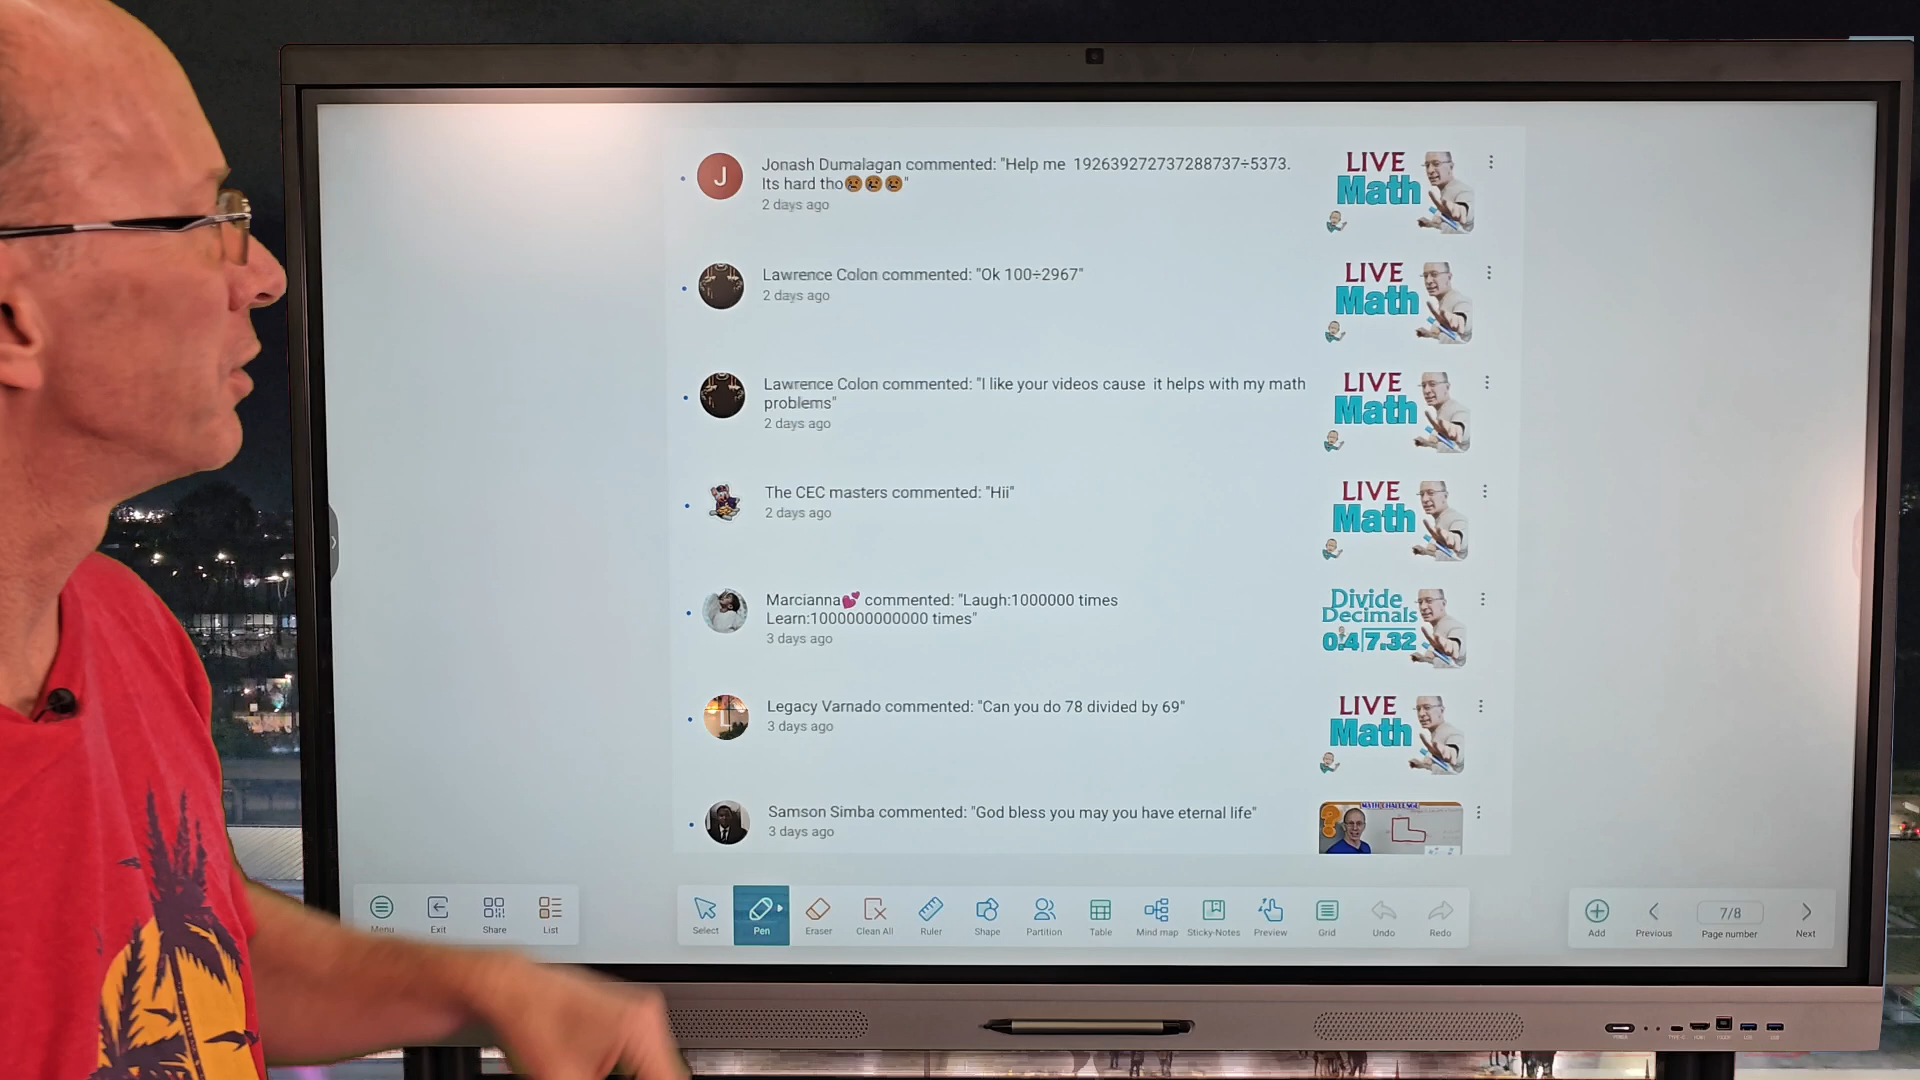 Jonash Dumalagan commented: "Help me 192639272737288737÷5373.
Its hard tho😢😢😢"
2 days ago
LIVE
Math
J
Lawrence Colon commented: "Ok 100÷2967"
2 days ago
LIVE
Math
Lawrence Colon commented: "I like your videos cause it helps with my math
problems"
2 days ago
LIVE
Math
The CEC masters commented: "Hii"
2 days ago
LIVE
Math
Marcianna💕 commented: "Laugh:1000000 times
Learn:1000000000000 times"
3 days ago
Divide
Decimals
0.4 7.32
Legacy Varnado commented: "Can you do 78 divided by 69"
3 days ago
L
LIVE
Math
Samson Simba commented: "God bless you may you have eternal life"
3 days ago
MATH CHALLENGE
Menu
Exit
Share
List
Select
Pen
Eraser
Clean All
Ruler
Shape
Partition
Table
Mind map
Sticky-Notes
Preview
Grid
Undo
Redo
Add
Previous
7/8
Page number
Next